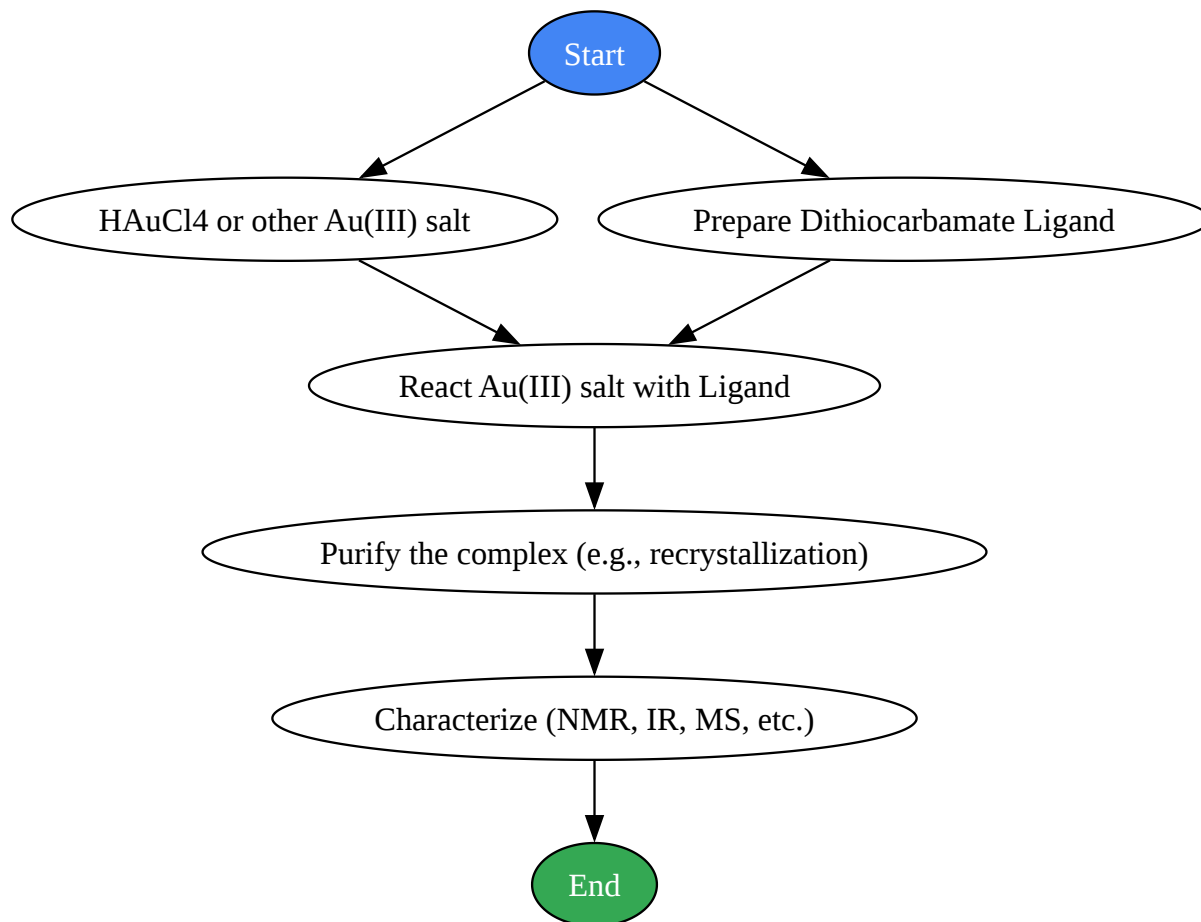 Start
HAuCl4 or other Au(III) salt
Prepare Dithiocarbamate Ligand
React Au(III) salt with Ligand
Purify the complex (e.g., recrystallization)
Characterize (NMR, IR, MS, etc.)
End